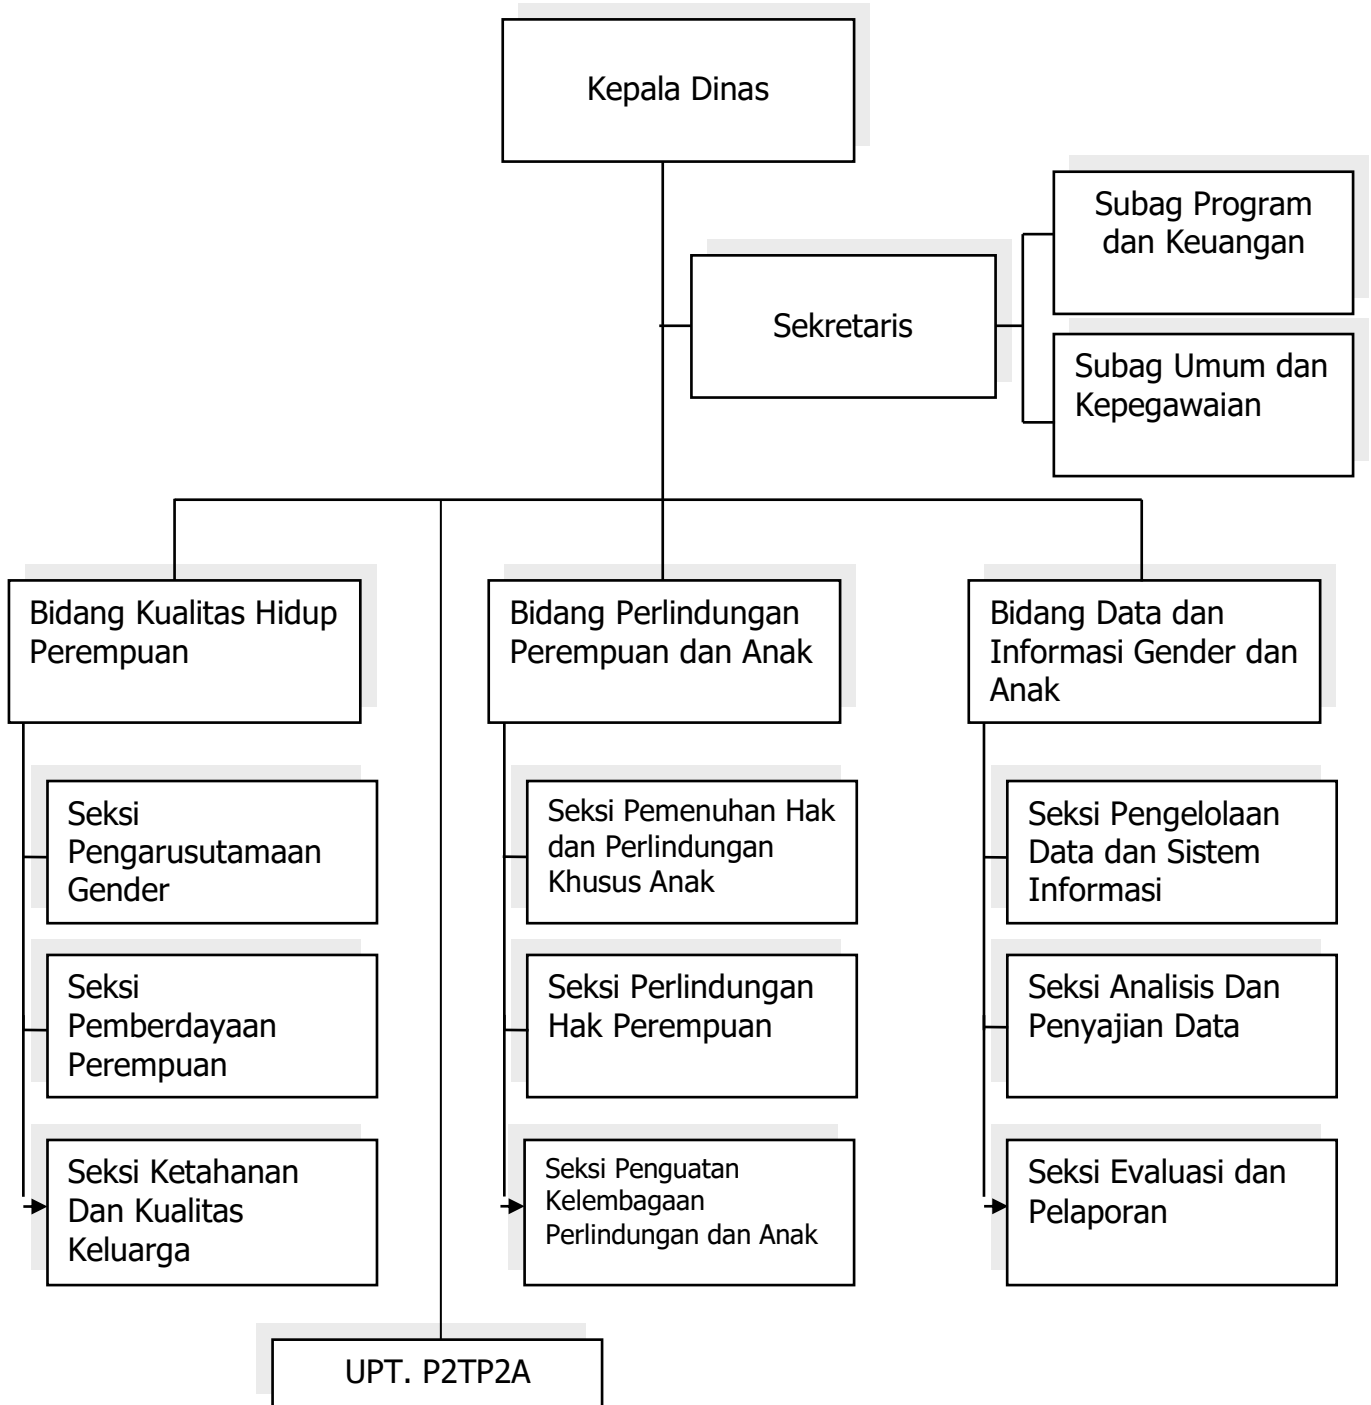 Kepala Dinas
Subag Program
dan Keuangan
Sekretaris
Subag Umum dan
Kepegawaian
Bidang Kualitas Hidup
Perempuan
Bidang Perlindungan
Perempuan dan Anak
Bidang Data dan
Informasi Gender dan
Anak
Seksi
Pengarusutamaan
Gender
Seksi Pemenuhan Hak
dan Perlindungan
Khusus Anak
Seksi Pengelolaan
Data dan Sistem
Informasi
Seksi
Pemberdayaan
Perempuan
Seksi Perlindungan
Hak Perempuan
Seksi Analisis Dan
Penyajian Data
Seksi Ketahanan
Dan Kualitas
Keluarga
Seksi Penguatan
Kelembagaan
Perlindungan dan Anak
Seksi Evaluasi dan
Pelaporan
UPT. P2TP2A